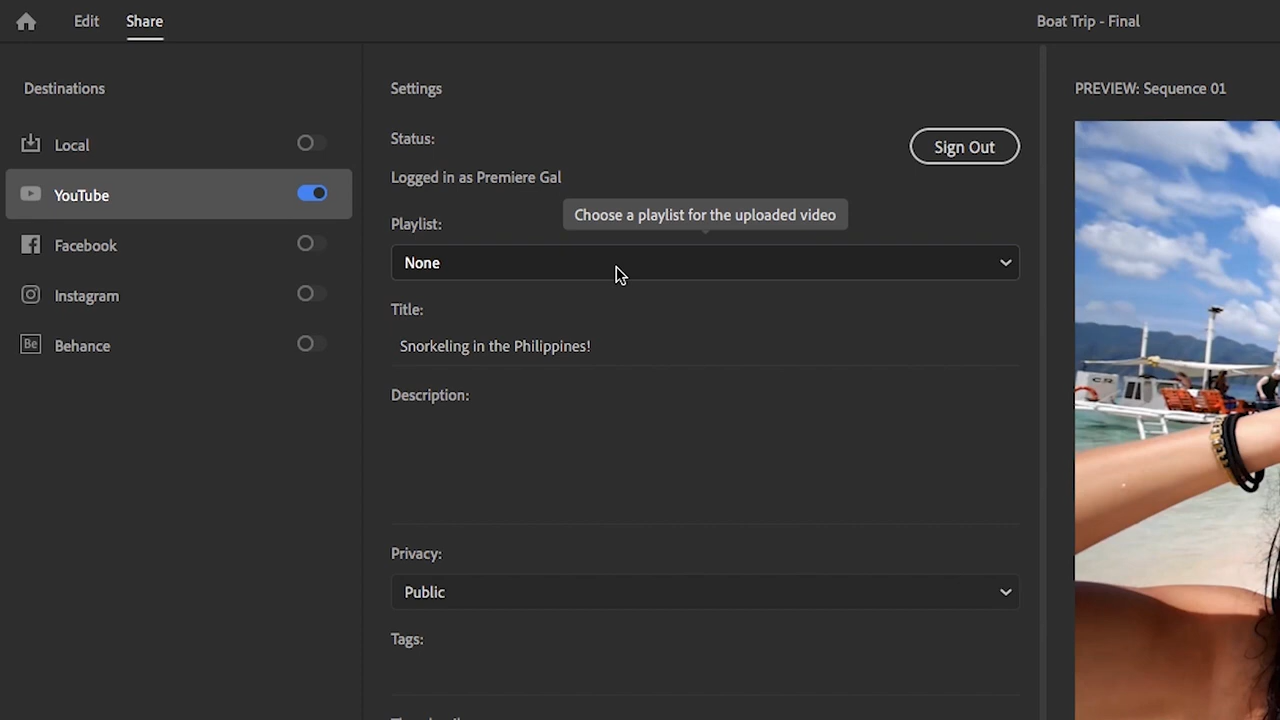 Edit
Share
Boat Trip - Final
Destinations
Local
YouTube
Facebook
Instagram
Be
Behance
Settings
Status:
Sign Out
Logged in as Premiere Gal
Choose a playlist for the uploaded video
Playlist:
None
Title:
Snorkeling in the Philippines!
Description:
Privacy:
Public
Tags:
PREVIEW: Sequence 01